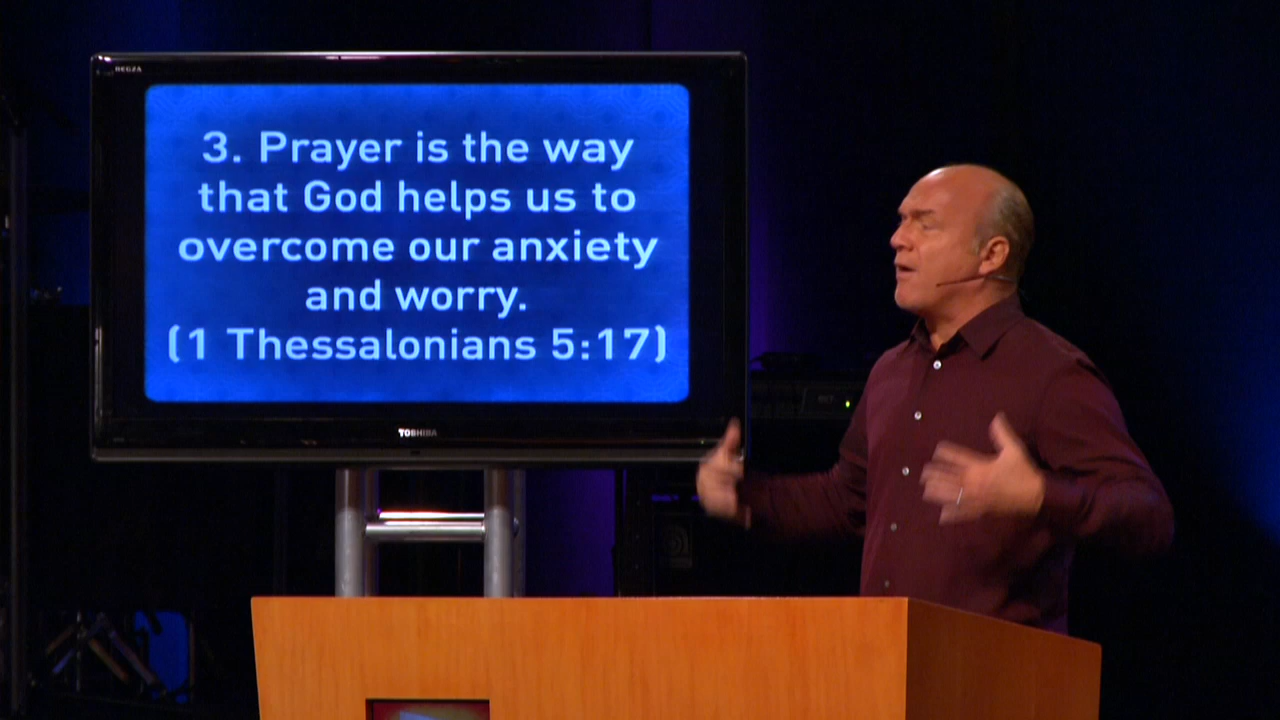 REGZA
3. Prayer is the way
that God helps us to
overcome our anxiety
and worry.
(1 Thessalonians 5:17)
TOSHIBA